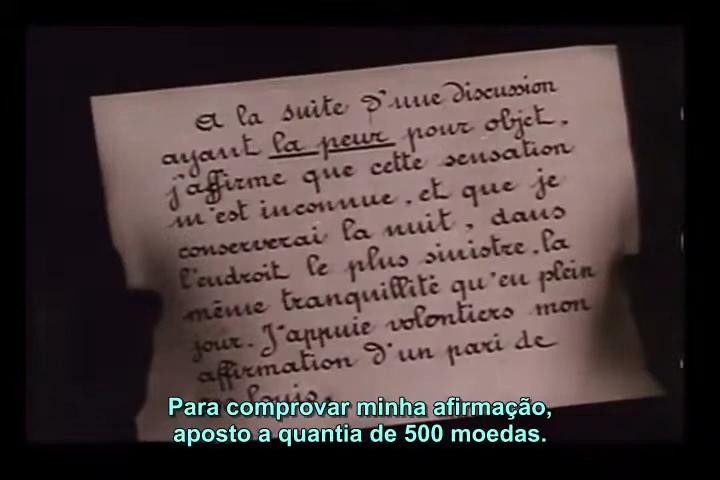 A la suite d'une discussion
ayant la peur pour objet,
j'affirme que cette sensation
m'est inconnue, et que je
conserverai la nuit, dans
l'endroit le plus sinistre, la
même tranquillité qu'en plein
jour. J'appuie volontiers mon
affirmation d'un pari de
louis.
Para comprovar minha afirmação,
aposto a quantia de 500 moedas.